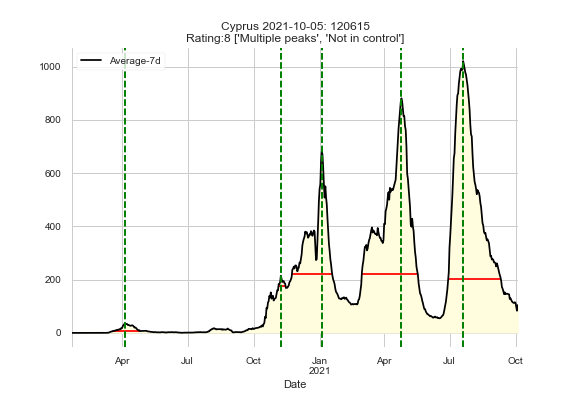 Cyprus 2021-10-05: 120615
Rating:8 ['Multiple peaks', 'Not in control']
Average-7d
1000
800
600
400
200
0
Apr Jul Oct Jan Apr Jul Oct
2021
Date